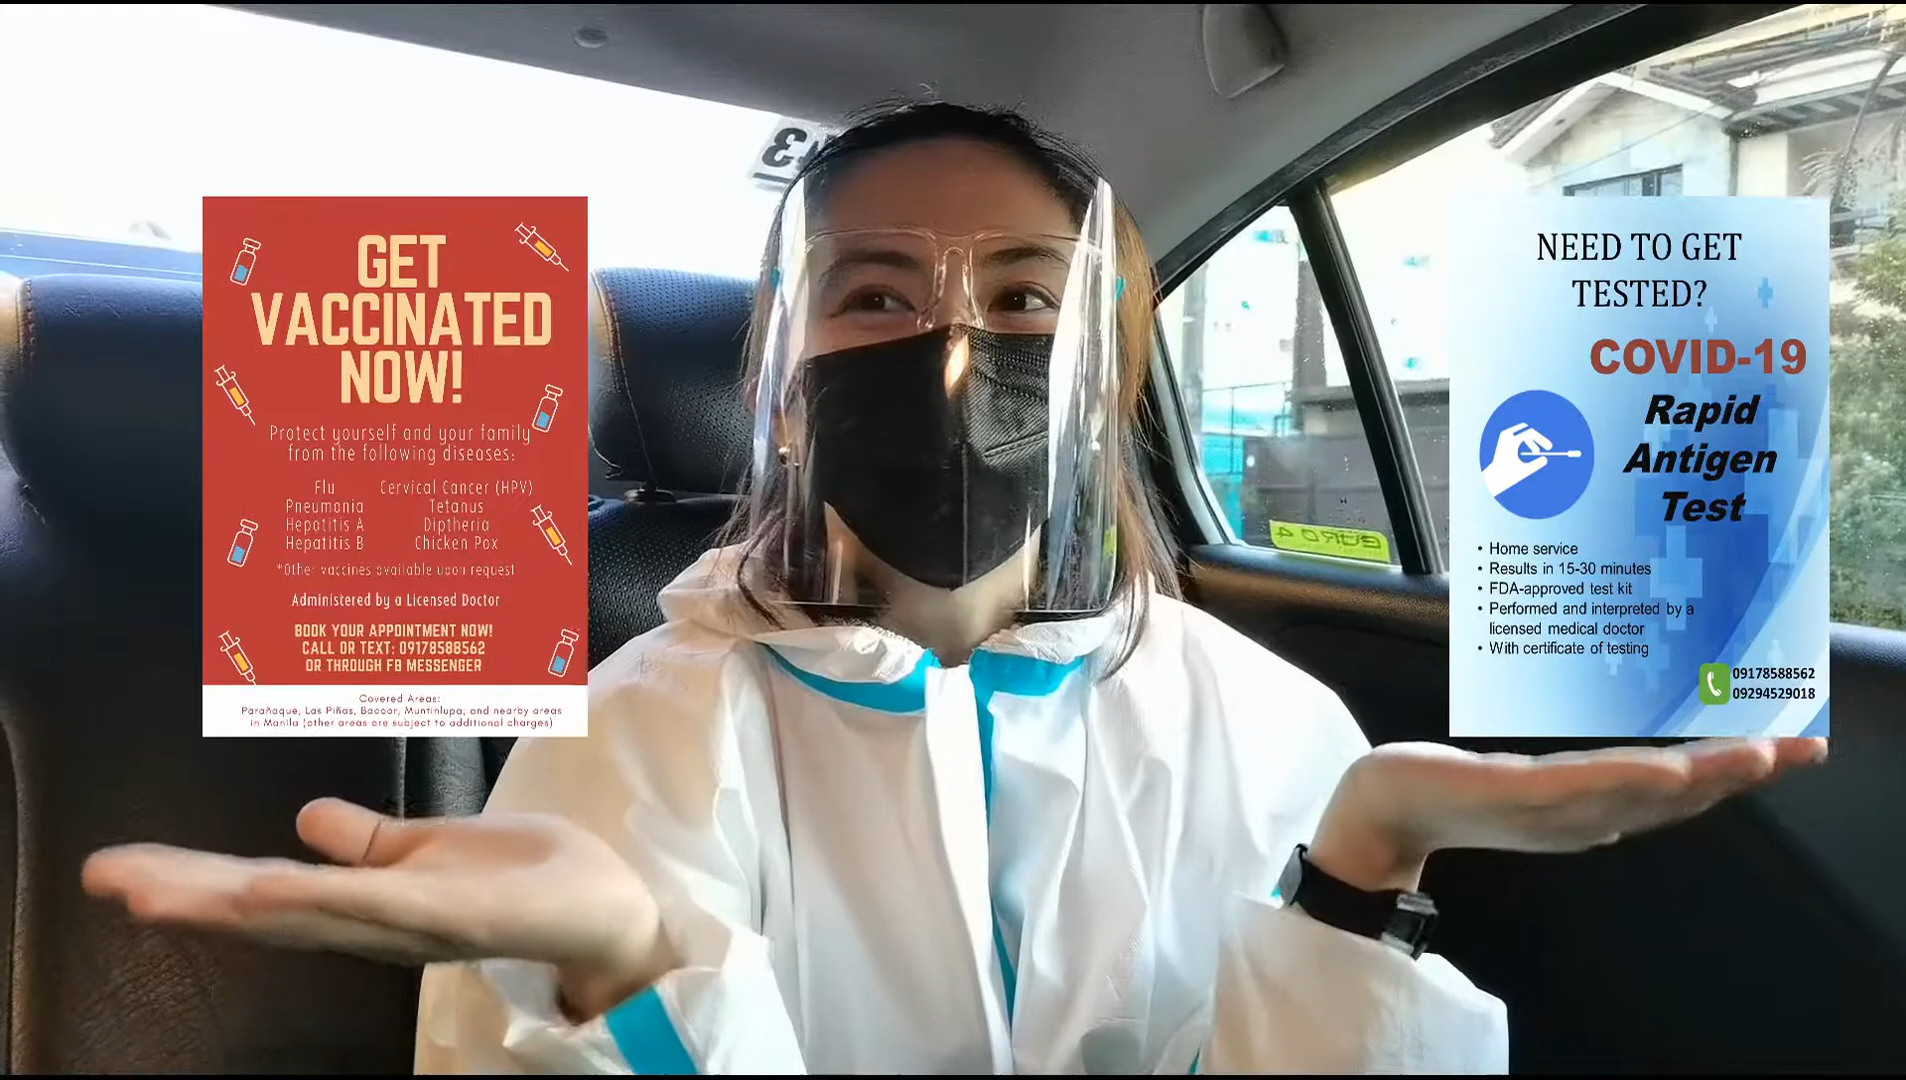 GET
VACCINATED
NOW!
Protect yourself and your family
from the following diseases:
Flu
Pneumonia
Hepatitis A
Hepatitis B
Cervical Cancer (HPV)
Tetanus
Diptheria
Chicken Pox
*Other vaccines available upon request
Administered by a Licensed Doctor
BOOK YOUR APPOINTMENT NOW!
CALL OR TEXT: 09178588562
OR THROUGH FB MESSENGER
Covered Areas:
Parañaque, Las Piñas, Bacoor, Muntinlupa, and nearby areas
in Manila (other areas are subject to additional charges)
NEED TO GET
TESTED?
COVID-19
Rapid
Antigen
Test
• Home service
• Results in 15-30 minutes
• FDA-approved test kit
• Performed and interpreted by a
licensed medical doctor
• With certificate of testing
09178588562
09294529018
EURO 4